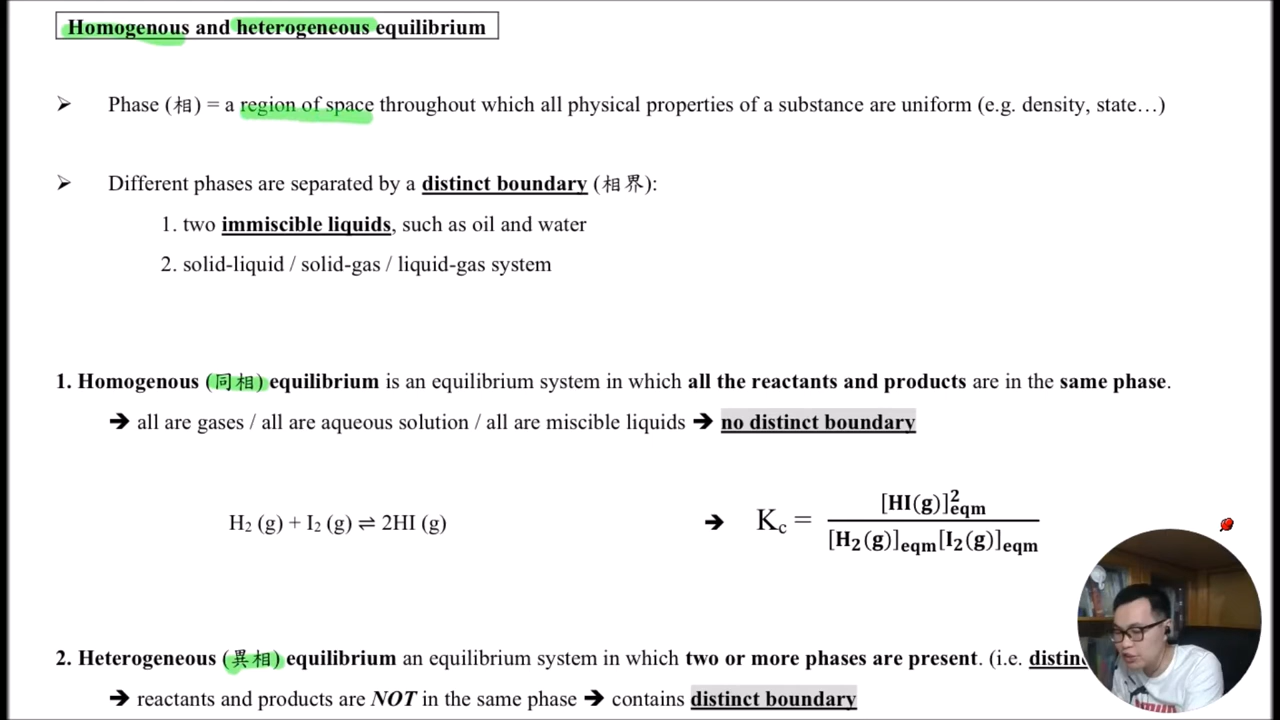 Homogenous and heterogeneous equilibrium
➢ Phase (相) = a region of space throughout which all physical properties of a substance are uniform (e.g. density, state…)
➢ Different phases are separated by a distinct boundary (相界):
1. two immiscible liquids, such as oil and water
2. solid-liquid / solid-gas / liquid-gas system
1. Homogenous (同相) equilibrium is an equilibrium system in which all the reactants and products are in the same phase.
➔ all are gases / all are aqueous solution / all are miscible liquids ➔ no distinct boundary
H₂ (g) + I₂ (g) ⇌ 2HI (g) ➔ Kc = [HI(g)]²eqm / [H₂(g)]eqm[I₂(g)]eqm
2. Heterogeneous (異相) equilibrium an equilibrium system in which two or more phases are present. (i.e.
➔ reactants and products are NOT in the same phase ➔ contains distinct boundary